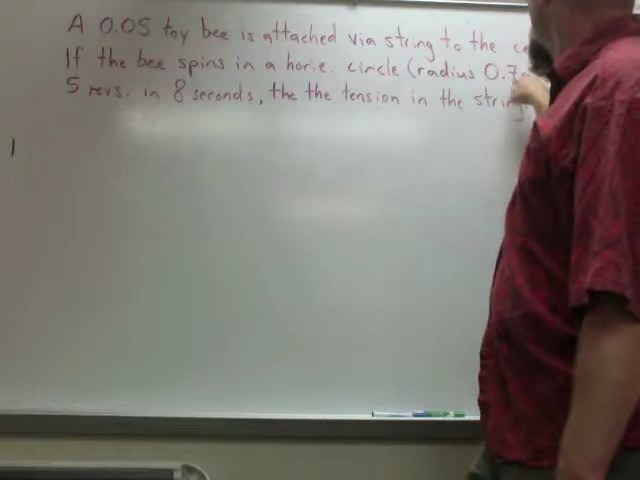 A 0.05 toy bee is attached via string to the
If the bee spins in a horiz. circle (radius 0.7
5 revs. in 8 seconds, the the tension in the string